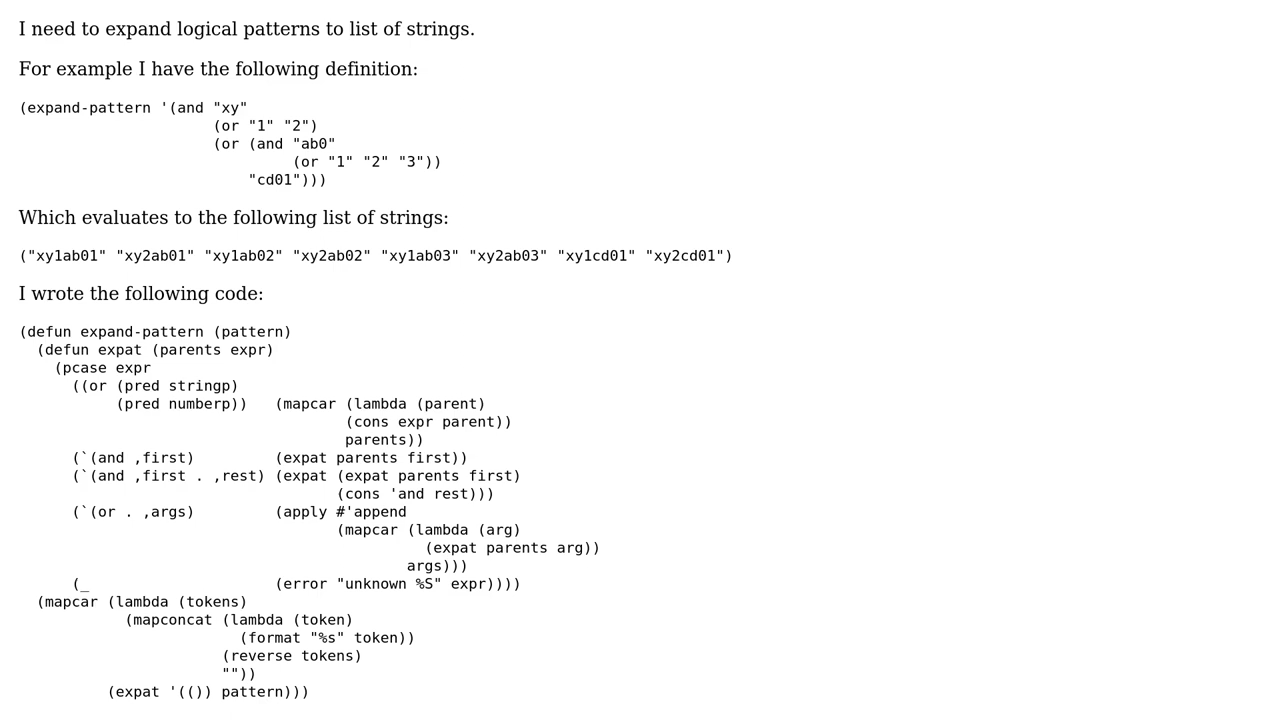 I need to expand logical patterns to list of strings.
For example I have the following definition:
(expand-pattern '(and "xy"
                      (or "1" "2")
                      (or (and "ab0"
                               (or "1" "2" "3"))
                          "cd01")))
Which evaluates to the following list of strings:
("xy1ab01" "xy2ab01" "xy1ab02" "xy2ab02" "xy1ab03" "xy2ab03" "xy1cd01" "xy2cd01")
I wrote the following code:
(defun expand-pattern (pattern)
  (defun expat (parents expr)
    (pcase expr
      ((or (pred stringp)
           (pred numberp))   (mapcar (lambda (parent)
                                     (cons expr parent))
                                     parents))
      (`(and ,first)         (expat parents first))
      (`(and ,first . ,rest) (expat (expat parents first)
                                    (cons 'and rest)))
      (`(or . ,args)         (apply #'append
                                    (mapcar (lambda (arg)
                                              (expat parents arg))
                                            args)))
      (_                     (error "unknown %S" expr))))
  (mapcar (lambda (tokens)
            (mapconcat (lambda (token)
                         (format "%s" token))
                       (reverse tokens)
                       ""))
          (expat '(()) pattern)))